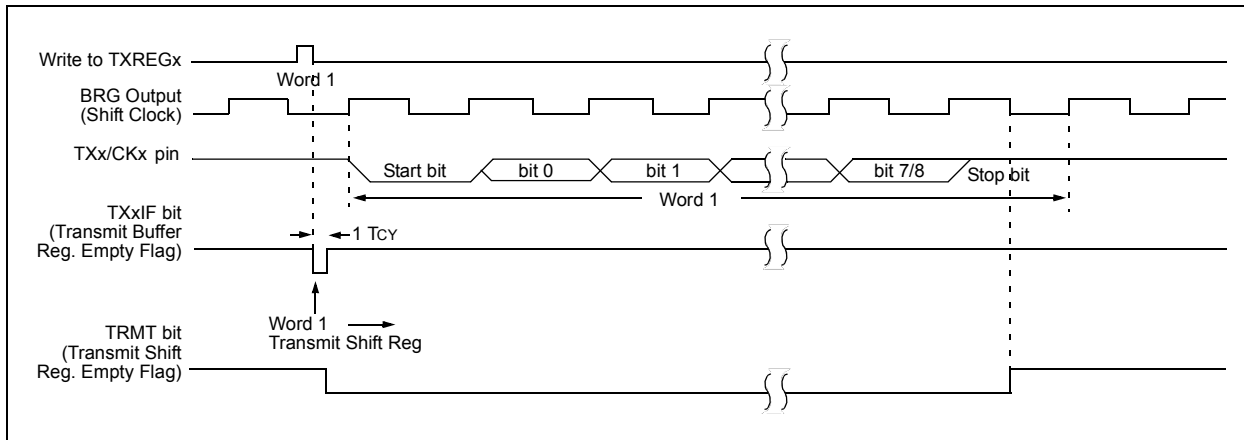 Write to TXREGx
Word 1
BRG Output
(Shift Clock)
TXx/CKx pin
Start bit
bit 0
bit 1
bit 7/8
Stop bit
Word 1
TXxIF bit
(Transmit Buffer
Reg. Empty Flag)
1 TCY
Word 1
Transmit Shift Reg
TRMT bit
(Transmit Shift
Reg. Empty Flag)